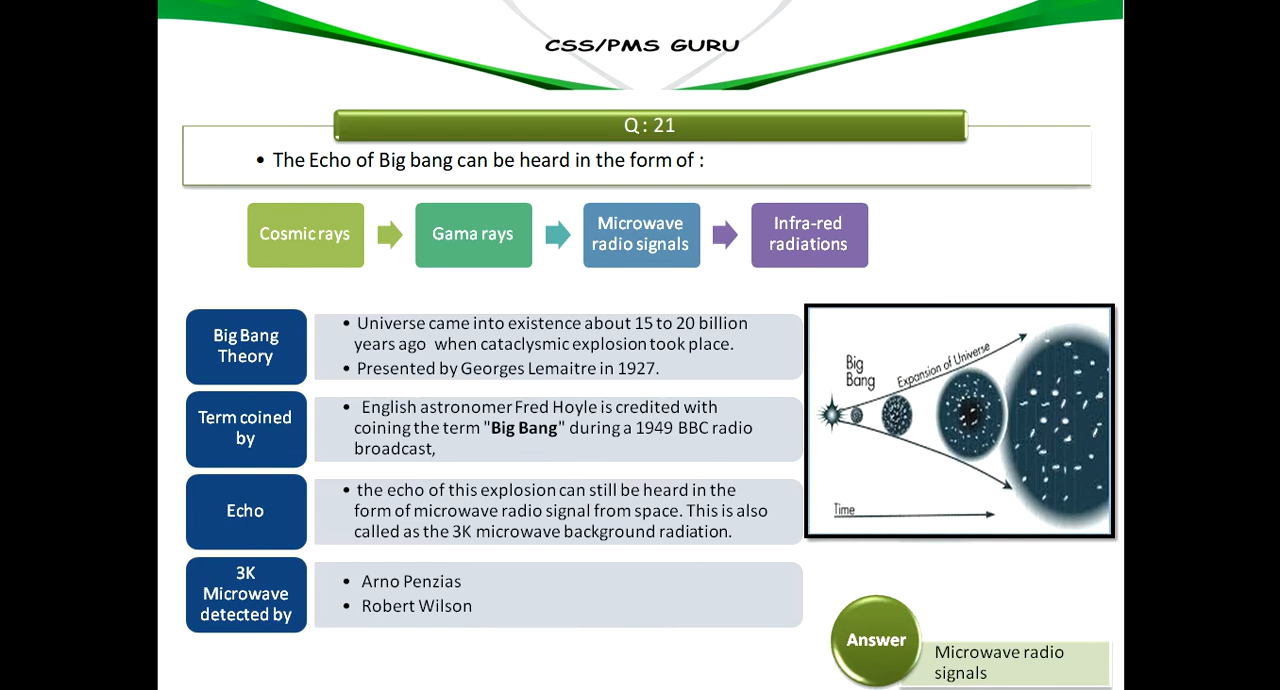 CSS/PMS GURU
Q : 21
• The Echo of Big bang can be heard in the form of :
Cosmic rays
Gama rays
Microwave
radio signals
Infra-red
radiations
Big Bang
Theory
• Universe came into existence about 15 to 20 billion
years ago when cataclysmic explosion took place.
• Presented by Georges Lemaitre in 1927.
Term coined
by
• English astronomer Fred Hoyle is credited with
coining the term "Big Bang" during a 1949 BBC radio
broadcast,
Echo
• the echo of this explosion can still be heard in the
form of microwave radio signal from space. This is also
called as the 3K microwave background radiation.
3K
Microwave
detected by
• Arno Penzias
• Robert Wilson
Big
Bang
Expansion of Universe
Time
Answer
Microwave radio
signals